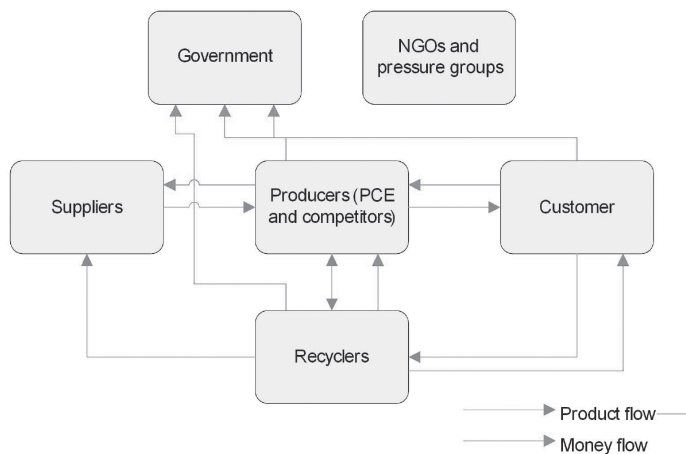 Government
NGOs and
pressure groups
Suppliers
Producers (PCE
and competitors)
Customer
Recyclers
Product flow
Money flow